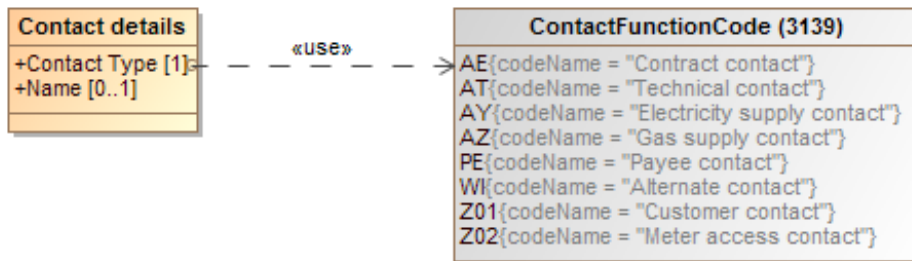 Contact details
+Contact Type [1]
+Name [0..1]
«use»
ContactFunctionCode (3139)
AE{codeName = "Contract contact"}
AT{codeName = "Technical contact"}
AY{codeName = "Electricity supply contact"}
AZ{codeName = "Gas supply contact"}
PE{codeName = "Payee contact"}
WI{codeName = "Alternate contact"}
Z01{codeName = "Customer contact"}
Z02{codeName = "Meter access contact"}